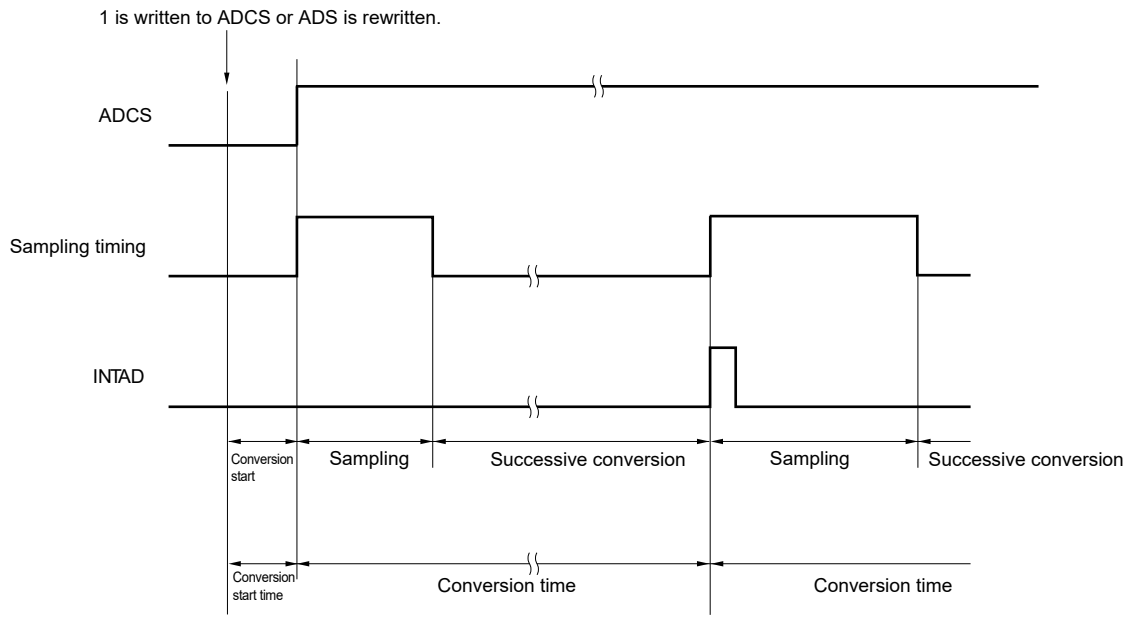 1 is written to ADCS or ADS is rewritten.
ADCS
Sampling timing
INTAD
Conversion
start
Sampling
Successive conversion
Sampling
Successive conversion
Conversion
start time
Conversion time
Conversion time